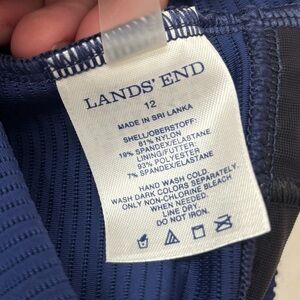 LANDS' END
12
MADE IN SRI LANKA
SHELL/OBERSTOFF:
81% NYLON
19% SPANDEX/ELASTANE
LINING/FUTTER:
93% POLYESTER
7% SPANDEX/ELASTANE
HAND WASH COLD.
WASH DARK COLORS SEPARATELY.
ONLY NON-CHLORINE BLEACH
WHEN NEEDED.
LINE DRY.
DO NOT IRON.